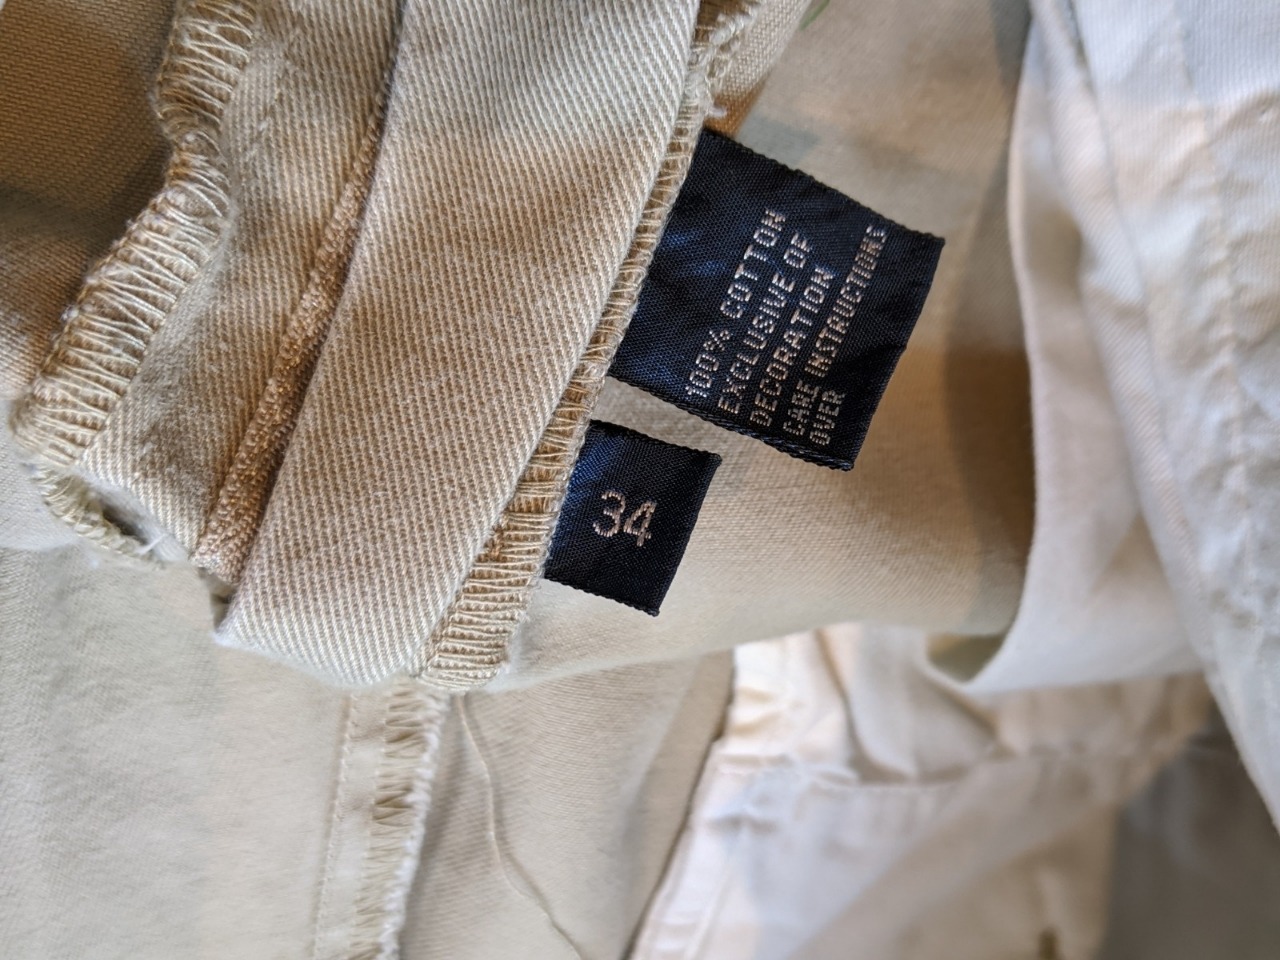 100% COTTON
EXCLUSIVE OF
DECORATION
CARE INSTRUCTIONS
OVER
34